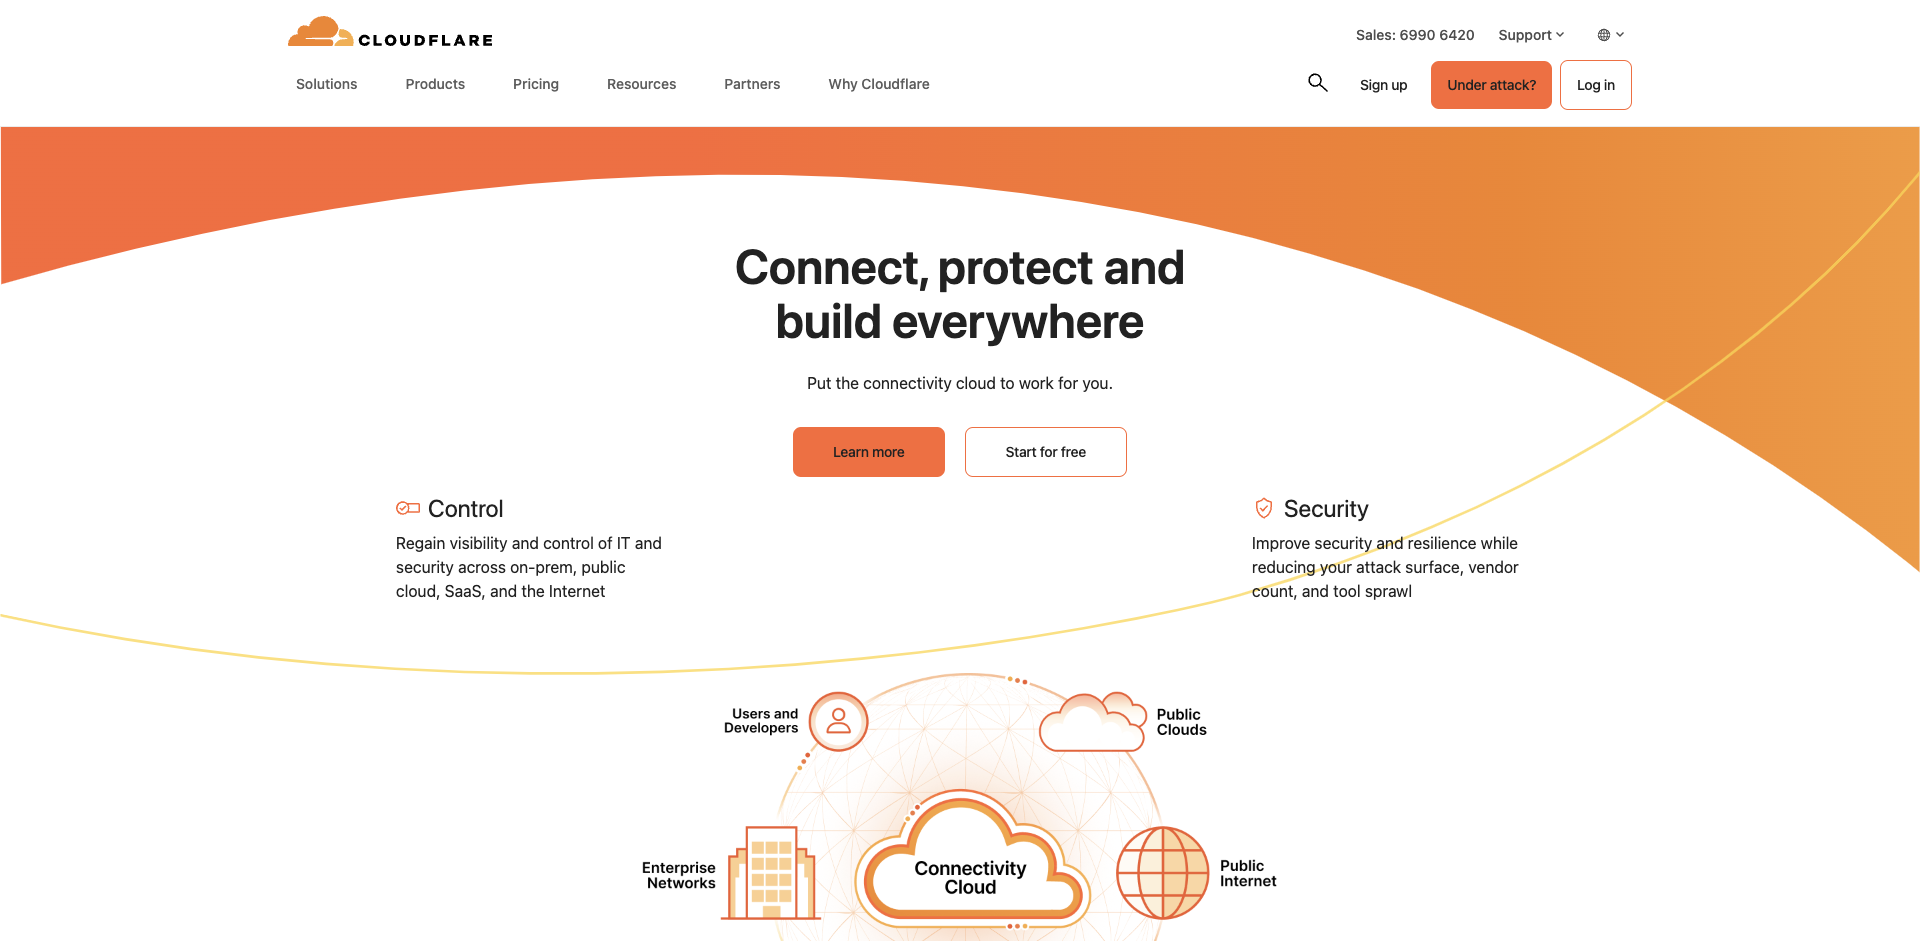 CLOUDFLARE
Sales: 6990 6420
Support
Solutions
Products
Pricing
Resources
Partners
Why Cloudflare
Sign up
Under attack?
Log in
Connect, protect and
build everywhere
Put the connectivity cloud to work for you.
Learn more
Start for free
Control
Regain visibility and control of IT and
security across on-prem, public
cloud, SaaS, and the Internet
Security
Improve security and resilience while
reducing your attack surface, vendor
count, and tool sprawl
Users and
Developers
Public
Clouds
Enterprise
Networks
Connectivity
Cloud
Public
Internet